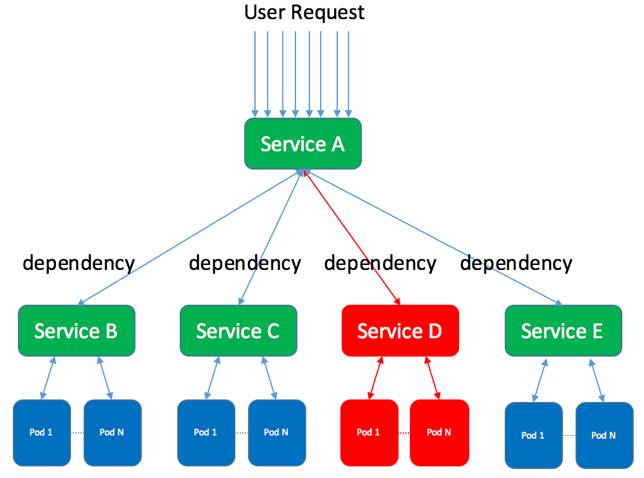 User Request
Service A
dependency dependency dependency dependency
Service B Service C Service D Service E
Pod 1 Pod N Pod 1 Pod N Pod 1 Pod N Pod 1 Pod N